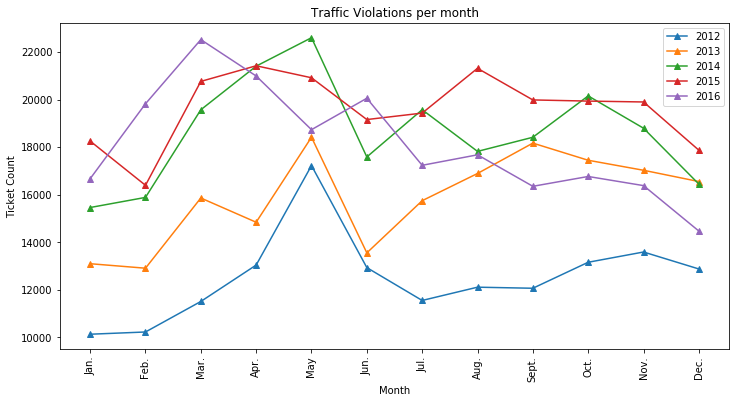 Traffic Violations per month
2012
2013
2014
2015
2016
Ticket Count
22000
20000
18000
16000
14000
12000
10000
Jan.
Feb.
Mar.
Apr.
May
Jun.
Jul.
Aug.
Sept.
Oct.
Nov.
Dec.
Month